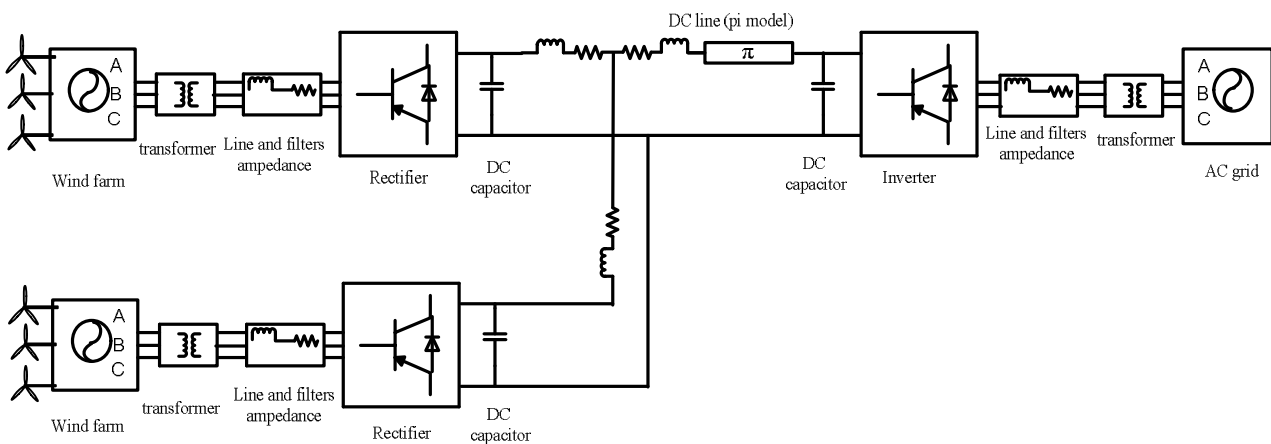 DC line (pi model)
π
A
B
C
A
B
C
transformer
Line and filters
ampedance
Wind farm
Rectifier
DC
capacitor
DC
capacitor
Inverter
Line and filters
ampedance
transformer
AC grid
A
B
C
transformer
Line and filters
ampedance
Wind farm
Rectifier
DC
capacitor